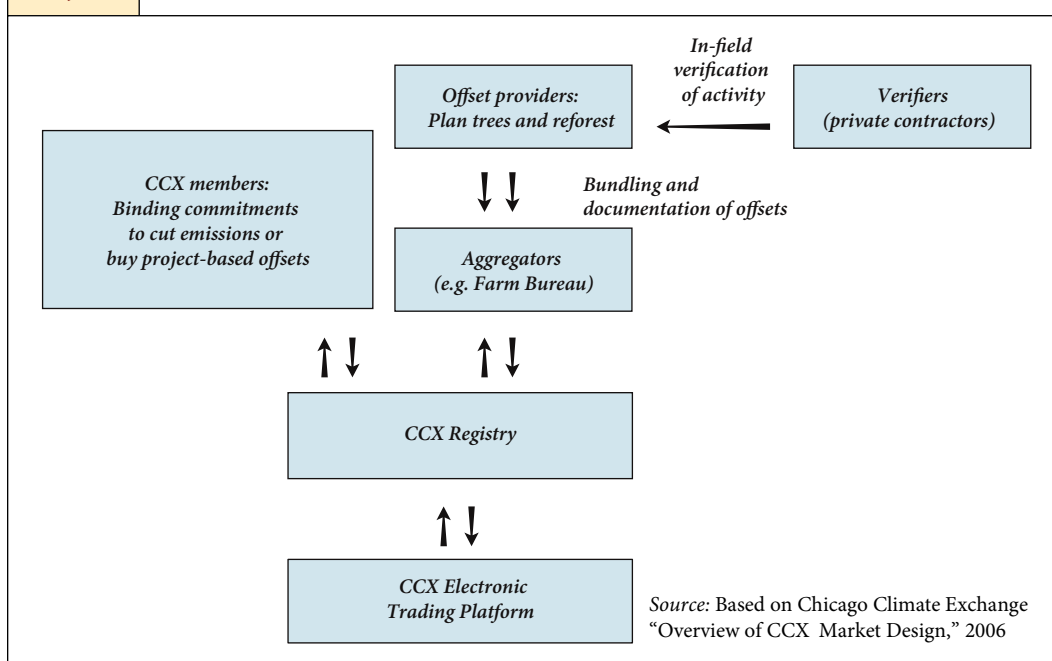 In-field
verification
of activity
Offset providers:
Plan trees and reforest
Verifiers
(private contractors)
CCX members:
Binding commitments
to cut emissions or
buy project-based offsets
Bundling and
documentation of offsets
Aggregators
(e.g. Farm Bureau)
CCX Registry
CCX Electronic
Trading Platform
Source: Based on Chicago Climate Exchange
“Overview of CCX Market Design,” 2006